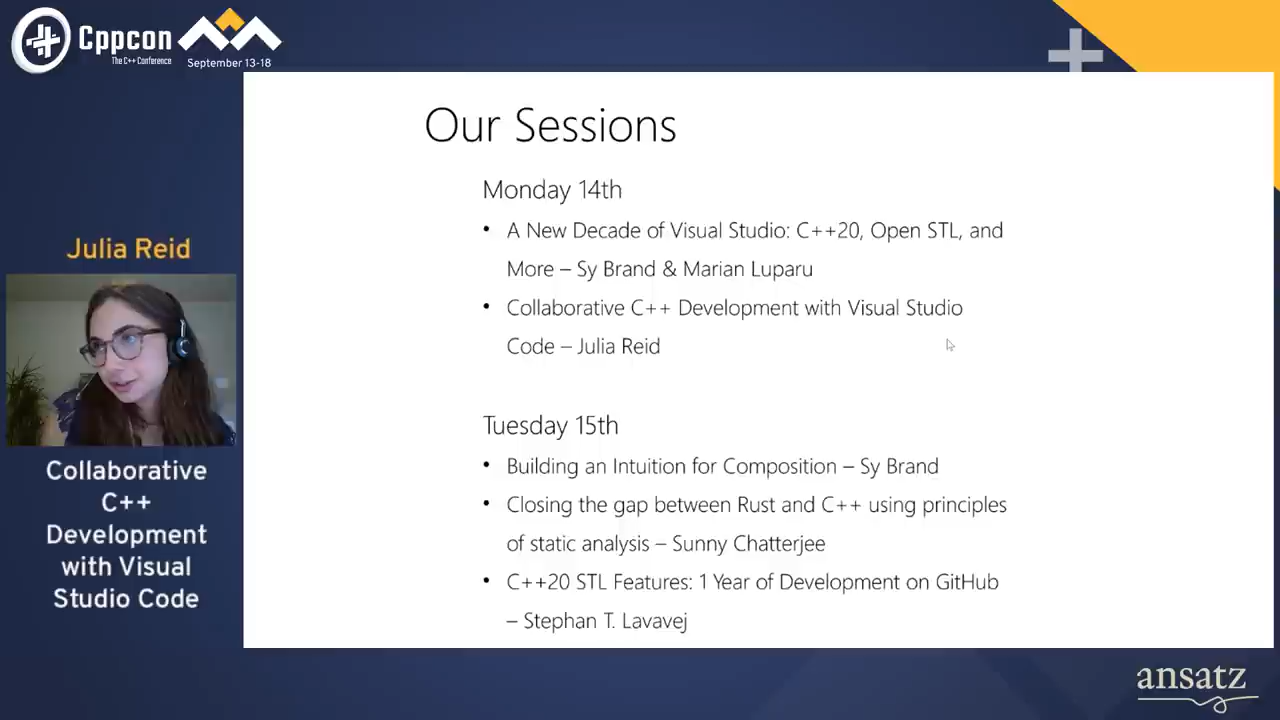 Cppcon
The C++ Conference
September 13-18
Our Sessions
Monday 14th
• A New Decade of Visual Studio: C++20, Open STL, and
More – Sy Brand & Marian Luparu
• Collaborative C++ Development with Visual Studio
Code – Julia Reid
Tuesday 15th
• Building an Intuition for Composition – Sy Brand
• Closing the gap between Rust and C++ using principles
of static analysis – Sunny Chatterjee
• C++20 STL Features: 1 Year of Development on GitHub
– Stephan T. Lavavej
Julia Reid
Collaborative
C++
Development
with Visual
Studio Code
ansatz